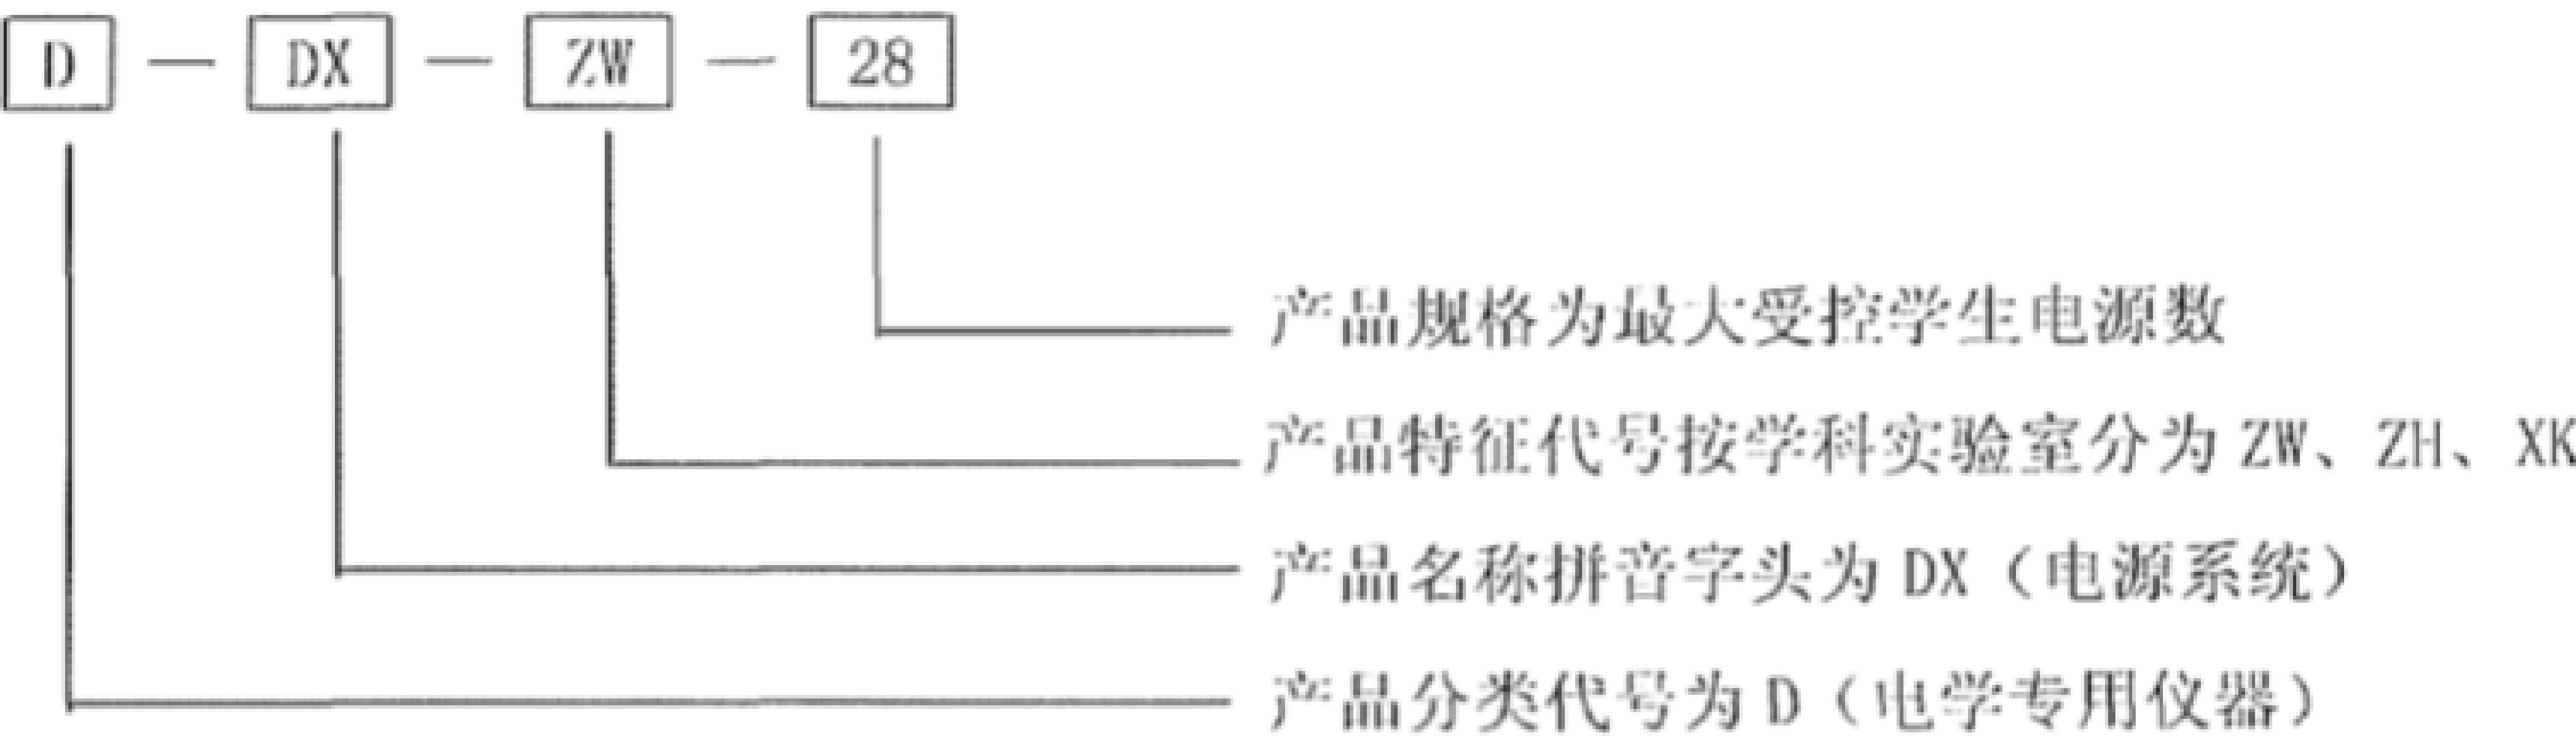 D — DX — ZW — 28
产品规格为最大受控学生电源数
产品特征代号按学科实验室分为 ZW、ZH、XK
产品名称拼音字头为 DX（电源系统）
产品分类代号为 D（电学专用仪器）